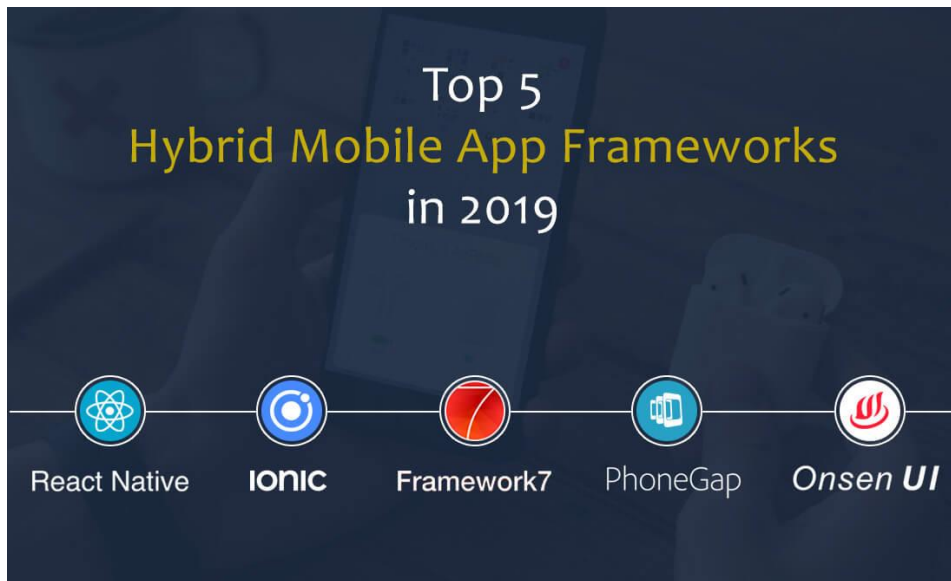 Top 5
Hybrid Mobile App Frameworks
in 2019
React Native
IONIC
Framework7
PhoneGap
Onsen UI